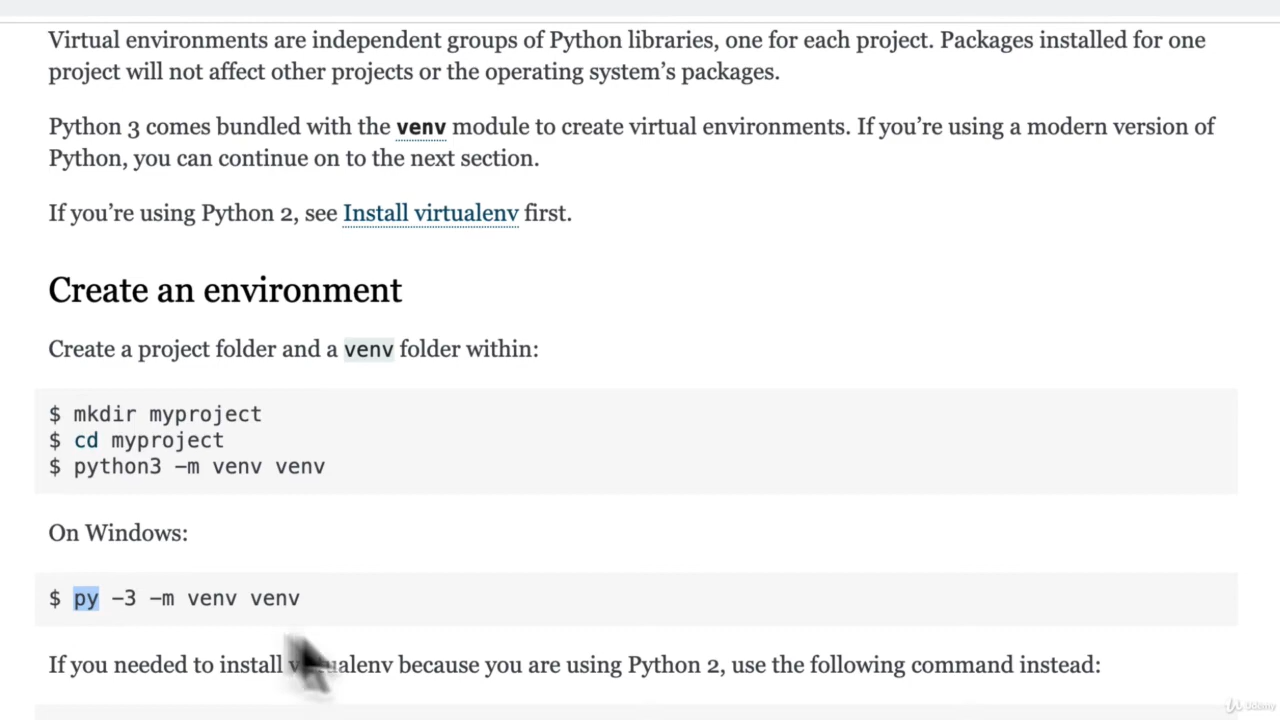 Virtual environments are independent groups of Python libraries, one for each project. Packages installed for one
project will not affect other projects or the operating system’s packages.
Python 3 comes bundled with the venv module to create virtual environments. If you’re using a modern version of
Python, you can continue on to the next section.
If you’re using Python 2, see Install virtualenv first.
Create an environment
Create a project folder and a venv folder within:
$ mkdir myproject
$ cd myproject
$ python3 -m venv venv
On Windows:
$ py -3 -m venv venv
If you needed to install virtualenv because you are using Python 2, use the following command instead:
Udemy